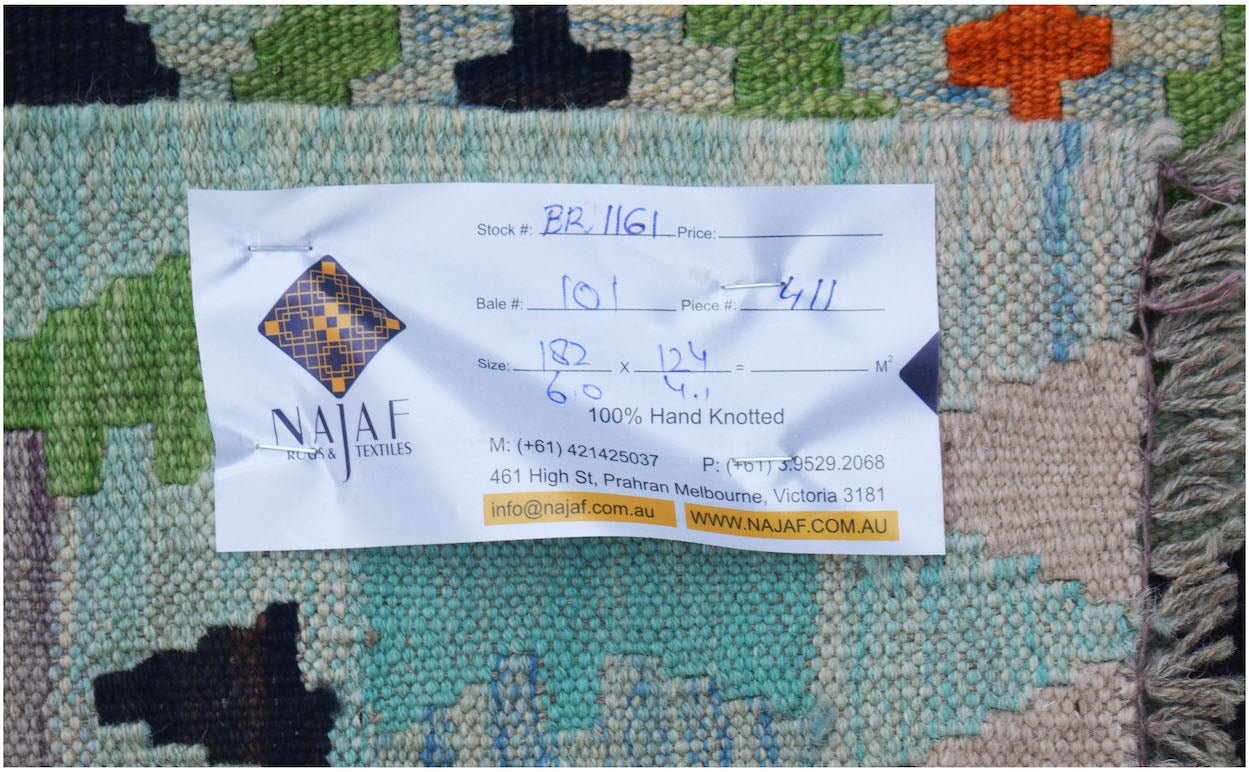 NAJAF
RUGS & TEXTILES
Stock #: BR 1161 Price:
Bale #: 101 Piece #: 411
Size: 182 x 124 = M²
6.0 4.1
100% Hand Knotted
M: (+61) 421425037 P: (+61) 3.9529.2068
461 High St, Prahran Melbourne, Victoria 3181
info@najaf.com.au WWW.NAJAF.COM.AU